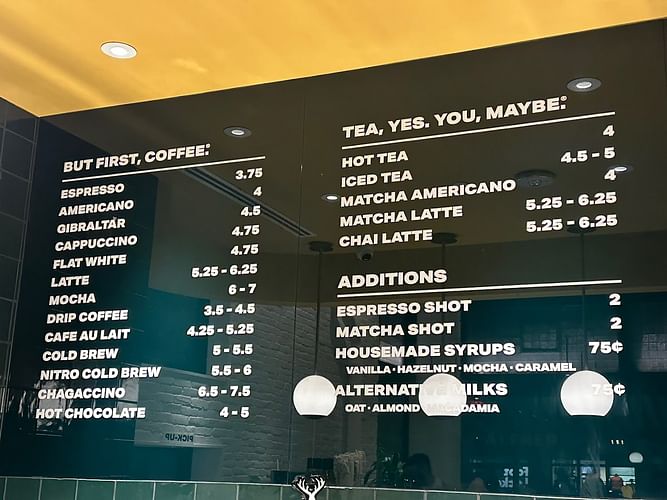 BUT FIRST, COFFEE.®
ESPRESSO 3.75
AMERICANO 4
GIBRALTAR 4.5
CAPPUCCINO 4.75
FLAT WHITE 4.75
LATTE 5.25 - 6.25
MOCHA 6 - 7
DRIP COFFEE 3.5 - 4.5
CAFE AU LAIT 4.25 - 5.25
COLD BREW 5 - 5.5
NITRO COLD BREW 5.5 - 6
CHAGACCINO 6.5 - 7.5
HOT CHOCOLATE 4 - 5
TEA, YES. YOU, MAYBE.®
HOT TEA 4
ICED TEA 4.5 - 5
MATCHA AMERICANO 4
MATCHA LATTE 5.25 - 6.25
CHAI LATTE 5.25 - 6.25
ADDITIONS
ESPRESSO SHOT 2
MATCHA SHOT 2
HOUSEMADE SYRUPS 75¢
VANILLA · HAZELNUT · MOCHA · CARAMEL
ALTERNATIVE MILKS 75¢
OAT · ALMOND · MACADAMIA
PICK-UP